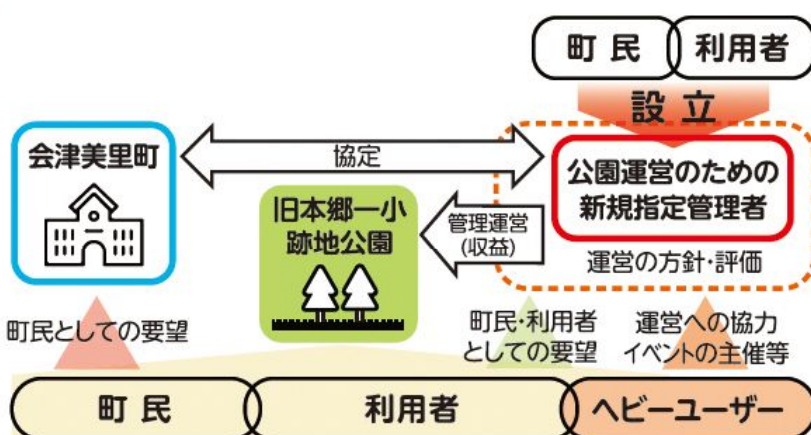 町民 利用者
設立
会津美里町
協定
公園運営のための
新規指定管理者
旧本郷一小
跡地公園
管理運営
(収益)
運営の方針・評価
町民としての要望
町民・利用者
としての要望
運営への協力
イベントの主催等
町民 利用者 ヘビーユーザー